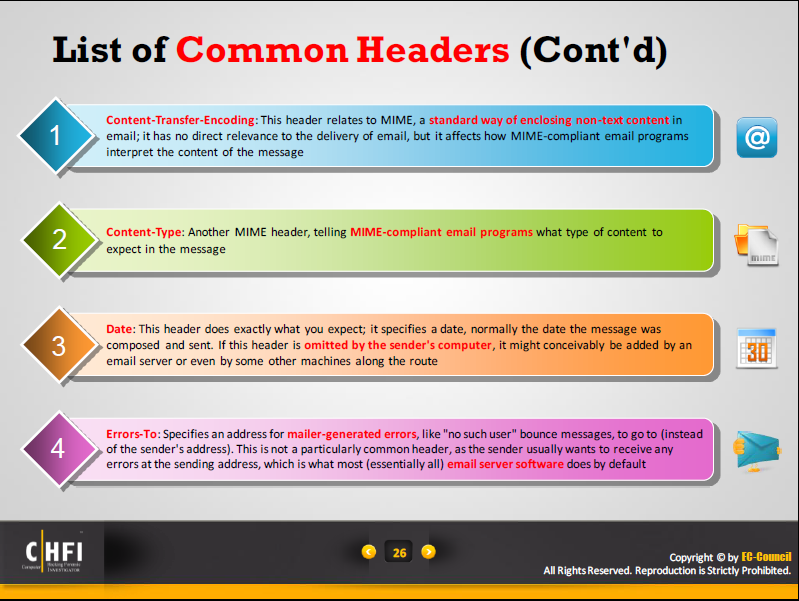 List of Common Headers (Cont'd)
1
Content-Transfer-Encoding: This header relates to MIME, a standard way of enclosing non-text content in
email; it has no direct relevance to the delivery of email, but it affects how MIME-compliant email programs
interpret the content of the message
@
2
Content-Type: Another MIME header, telling MIME-compliant email programs what type of content to
expect in the message
mime
3
Date: This header does exactly what you expect; it specifies a date, normally the date the message was
composed and sent. If this header is omitted by the sender's computer, it might conceivably be added by an
email server or even by some other machines along the route
30
4
Errors-To: Specifies an address for mailer-generated errors, like "no such user" bounce messages, to go to (instead
of the sender's address). This is not a particularly common header, as the sender usually wants to receive any
errors at the sending address, which is what most (essentially all) email server software does by default
CHFI
Computer Hacking Forensic
INVESTIGATOR
26
Copyright © by EC-Council
All Rights Reserved. Reproduction is Strictly Prohibited.